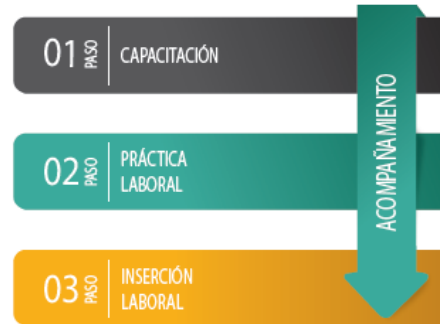 01 PASO CAPACITACIÓN
02 PASO PRÁCTICA
LABORAL
03 PASO INSERCIÓN
LABORAL
ACOMPAÑAMIENTO